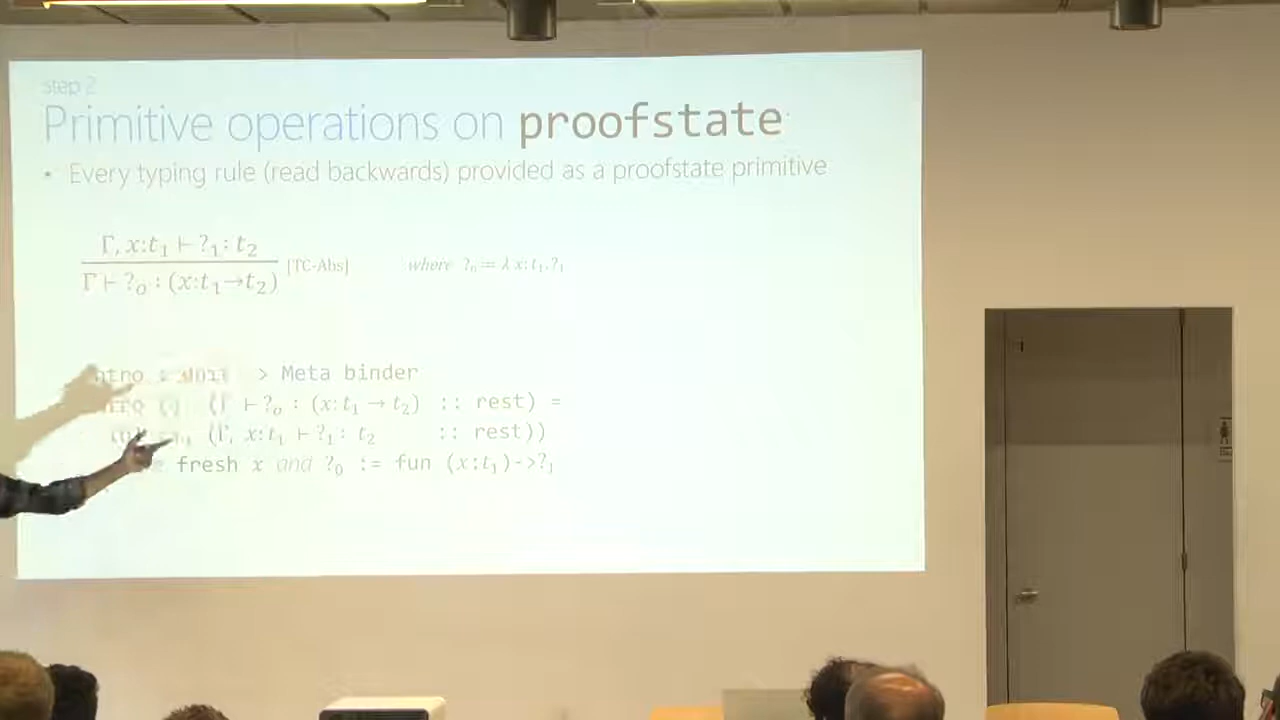 step 2
Primitive operations on proofstate
• Every typing rule (read backwards) provided as a proofstate primitive
Γ, x:t₁ ⊢ ?₁ : t₂
Γ ⊢ ?₀ : (x:t₁→t₂)
[TC-Abs] where ?₀ := λ x:t₁.?₁
> Meta binder
(Γ ⊢ ?₀ : (x:t₁ → t₂) :: rest) =
(Γ, x:t₁ ⊢ ?₁ : t₂ :: rest))
fresh x and ?₀ := fun (x:t₁)->?₁